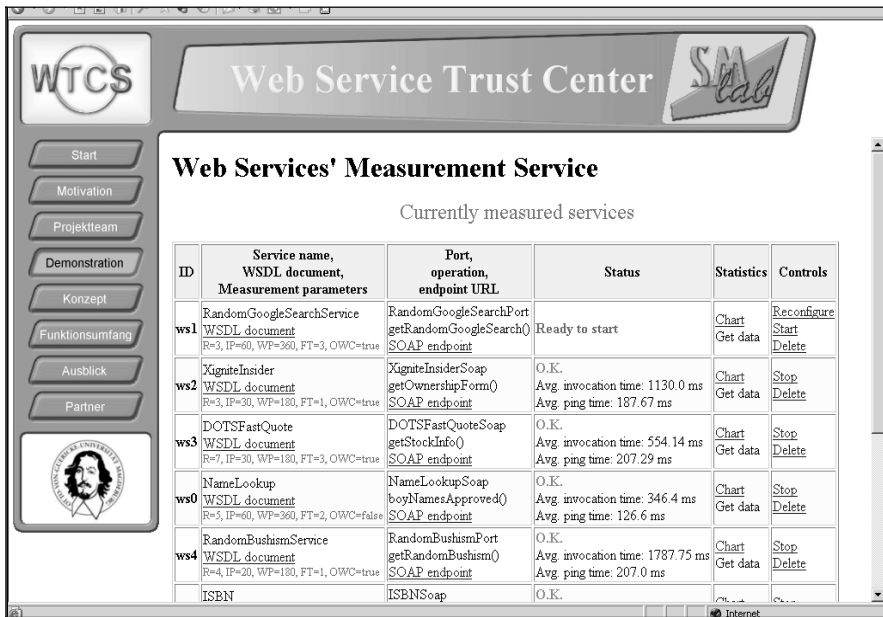 WTCS
Web Service Trust Center
SM
lab
Start
Motivation
Projektteam
Demonstration
Konzept
Funktionsumfang
Ausblick
Partner
OTTO-VON-GUERICKE-UNIVERSITÄT MAGDEBURG
Web Services' Measurement Service
Currently measured services
ID
Service name,
WSDL document,
Measurement parameters
Port,
operation,
endpoint URL
Status
Statistics
Controls
ws1
RandomGoogleSearchService
WSDL document
R=3, IP=60, WP=360, FT=3, OWC=true
RandomGoogleSearchPort
getRandomGoogleSearch()
SOAP endpoint
Ready to start
Chart
Get data
Reconfigure
Start
Delete
ws2
XigniteInsider
WSDL document
R=3, IP=30, WP=180, FT=1, OWC=true
XigniteInsiderSoap
getOwnershipForm()
SOAP endpoint
O.K.
Avg. invocation time: 1130.0 ms
Avg. ping time: 187.67 ms
Chart
Get data
Stop
Delete
ws3
DOTSFastQuote
WSDL document
R=7, IP=30, WP=180, FT=3, OWC=true
DOTSFastQuoteSoap
getStockInfo()
SOAP endpoint
O.K.
Avg. invocation time: 554.14 ms
Avg. ping time: 207.29 ms
Chart
Get data
Stop
Delete
ws0
NameLookup
WSDL document
R=5, IP=60, WP=360, FT=2, OWC=false
NameLookupSoap
boyNamesApproved()
SOAP endpoint
O.K.
Avg. invocation time: 346.4 ms
Avg. ping time: 126.6 ms
Chart
Get data
Stop
Delete
ws4
RandomBushismService
WSDL document
R=4, IP=20, WP=180, FT=1, OWC=true
RandomBushismPort
getRandomBushism()
SOAP endpoint
O.K.
Avg. invocation time: 1787.75 ms
Avg. ping time: 207.0 ms
Chart
Get data
Stop
Delete
ISBN
ISBNSoap
O.K.
Chart
Stop
Internet